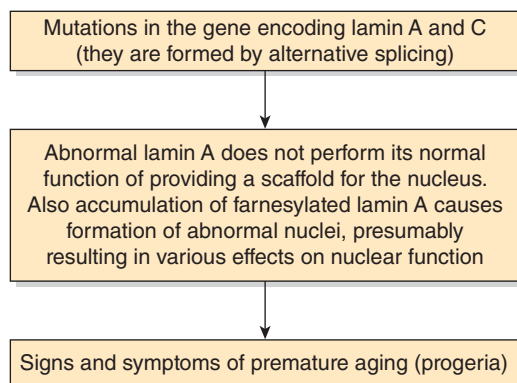 Mutations in the gene encoding lamin A and C
(they are formed by alternative splicing)
Abnormal lamin A does not perform its normal
function of providing a scaffold for the nucleus.
Also accumulation of farnesylated lamin A causes
formation of abnormal nuclei, presumably
resulting in various effects on nuclear function
Signs and symptoms of premature aging (progeria)